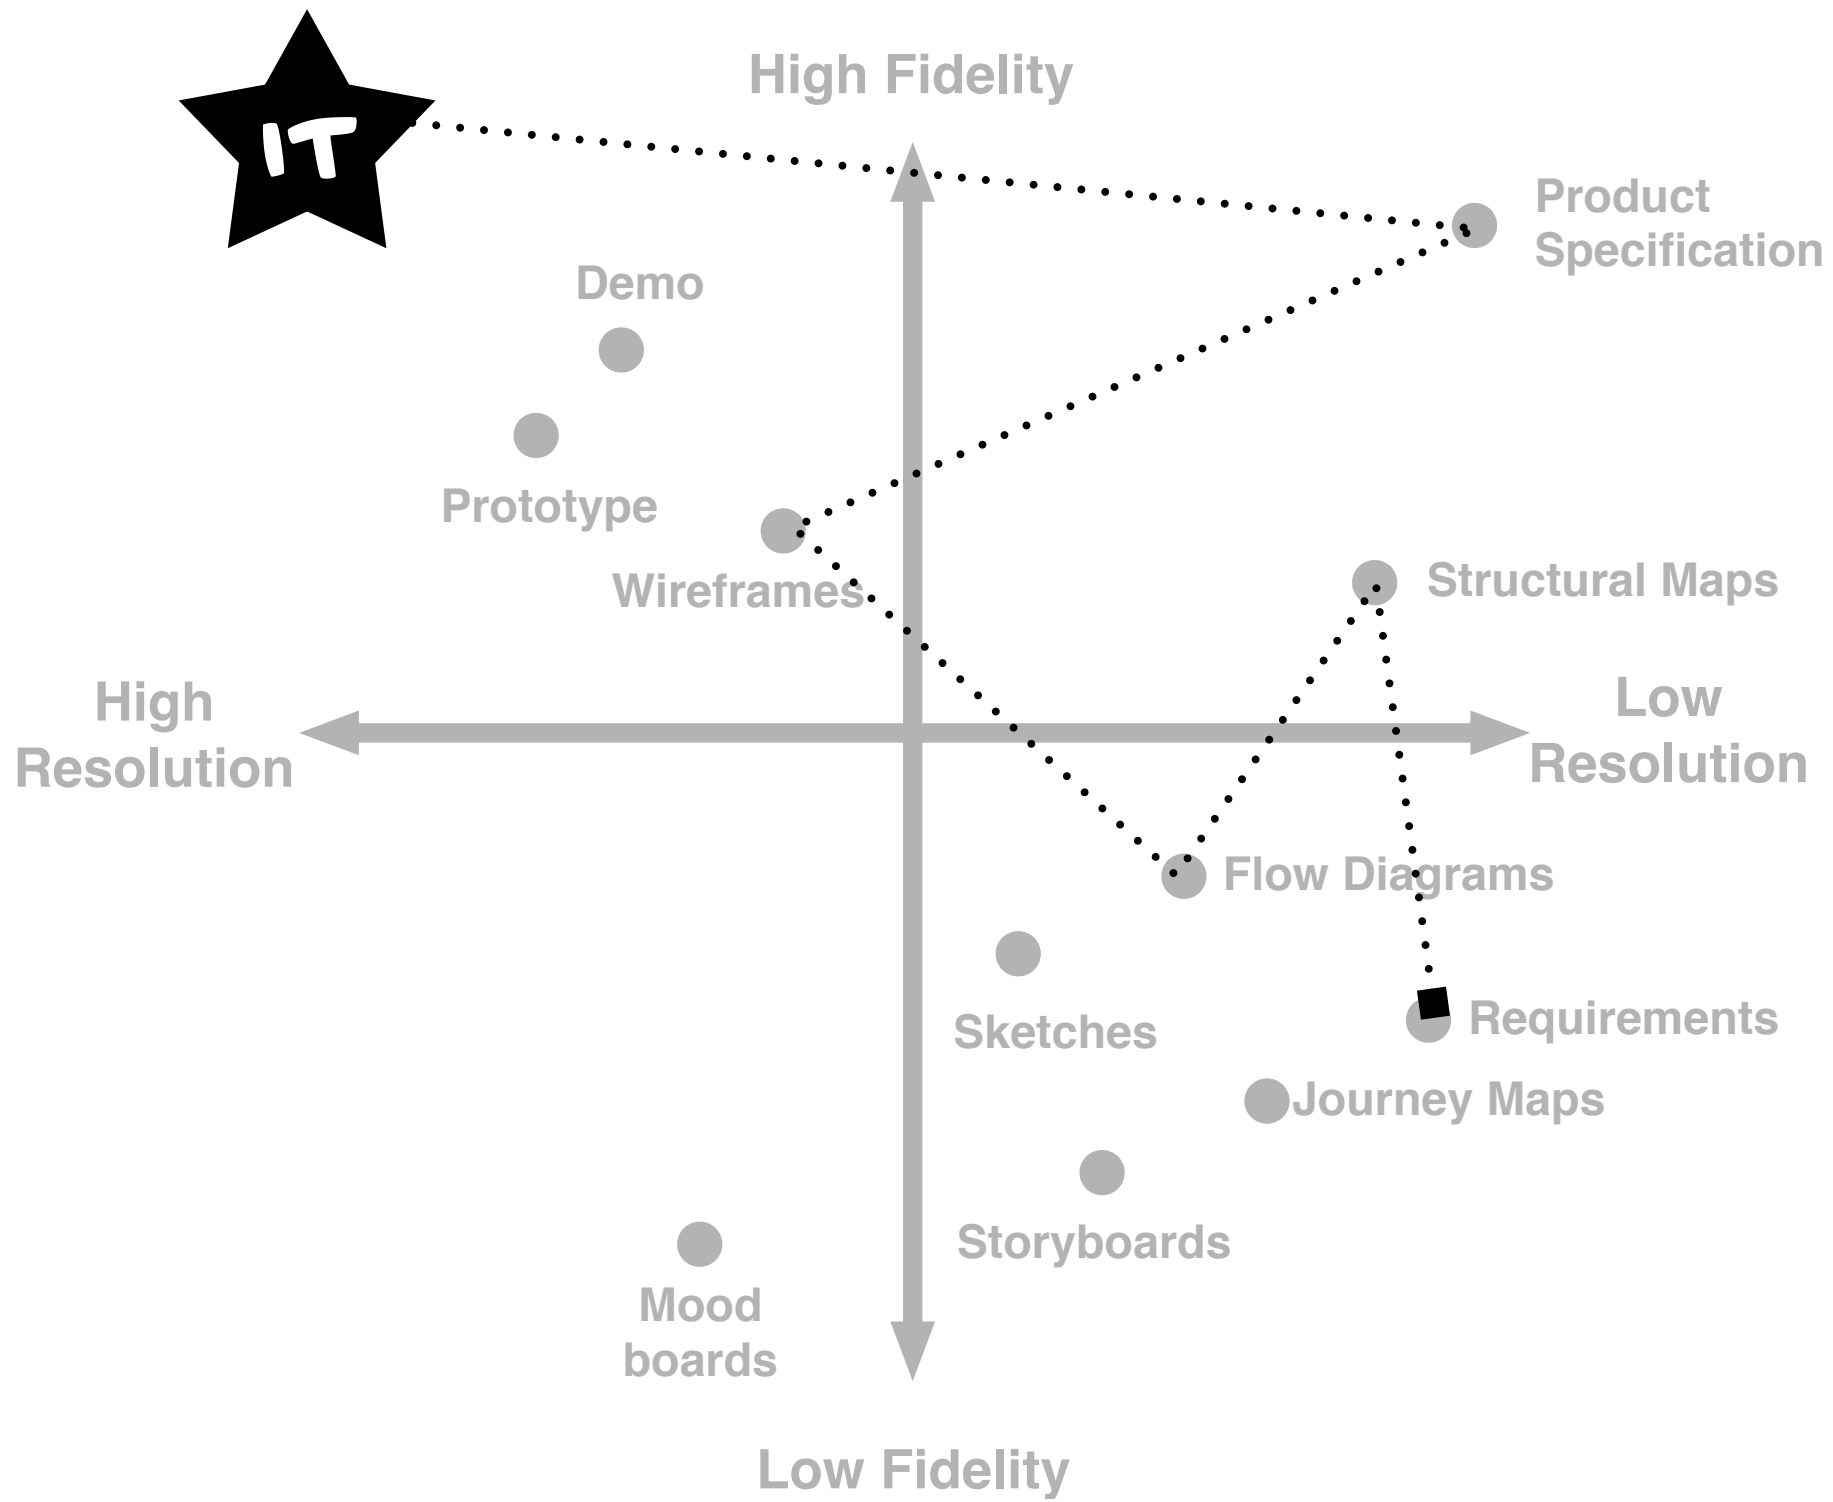 IT
High Fidelity
Product
Specification
Demo
Prototype
Wireframes
Structural Maps
High
Resolution
Low
Resolution
Flow Diagrams
Sketches
Requirements
Journey Maps
Storyboards
Mood
boards
Low Fidelity